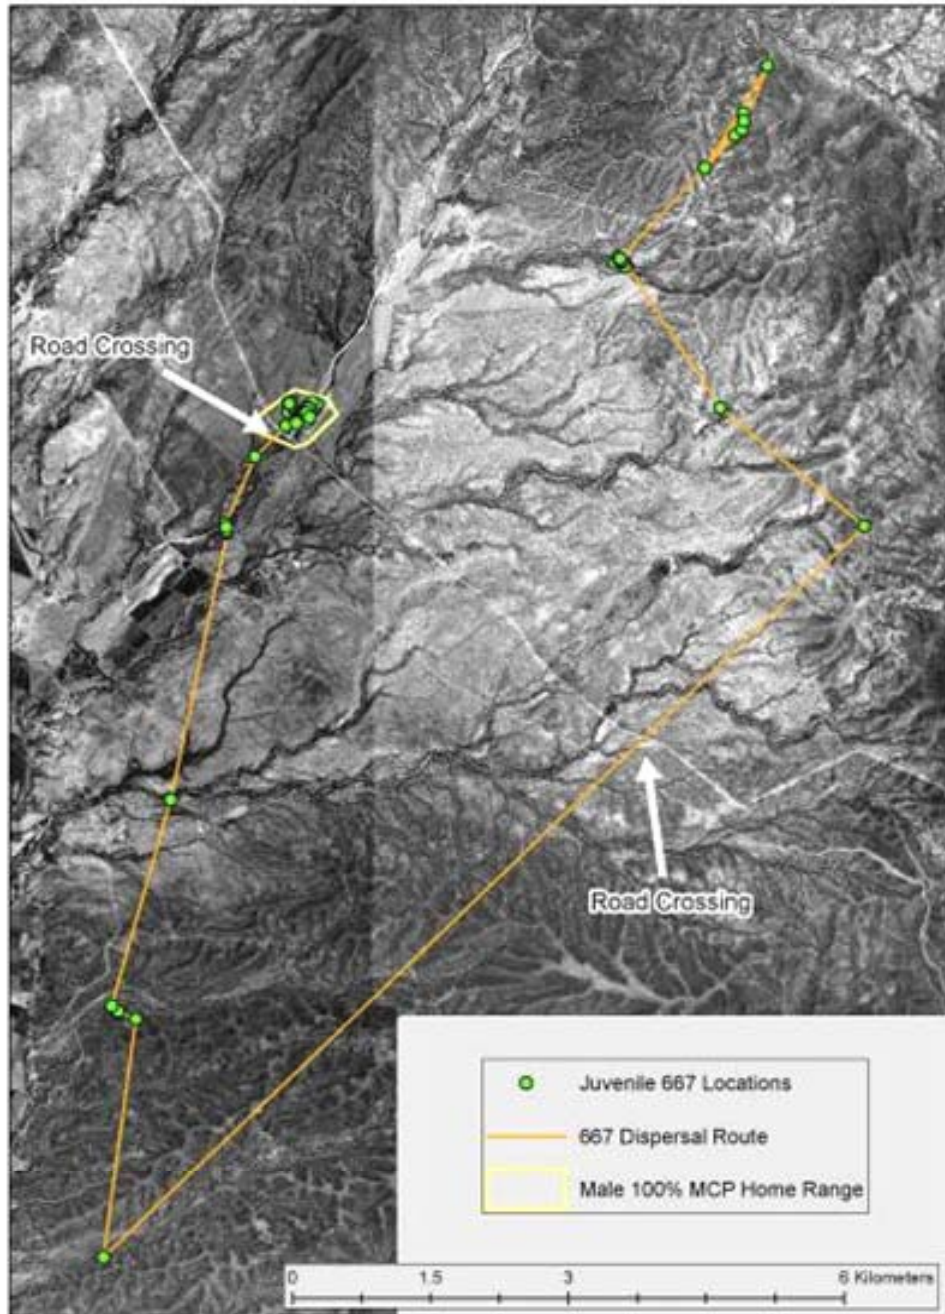 Road Crossing
Road Crossing
Juvenile 667 Locations
667 Dispersal Route
Male 100% MCP Home Range
0 1.5 3 6 Kilometers